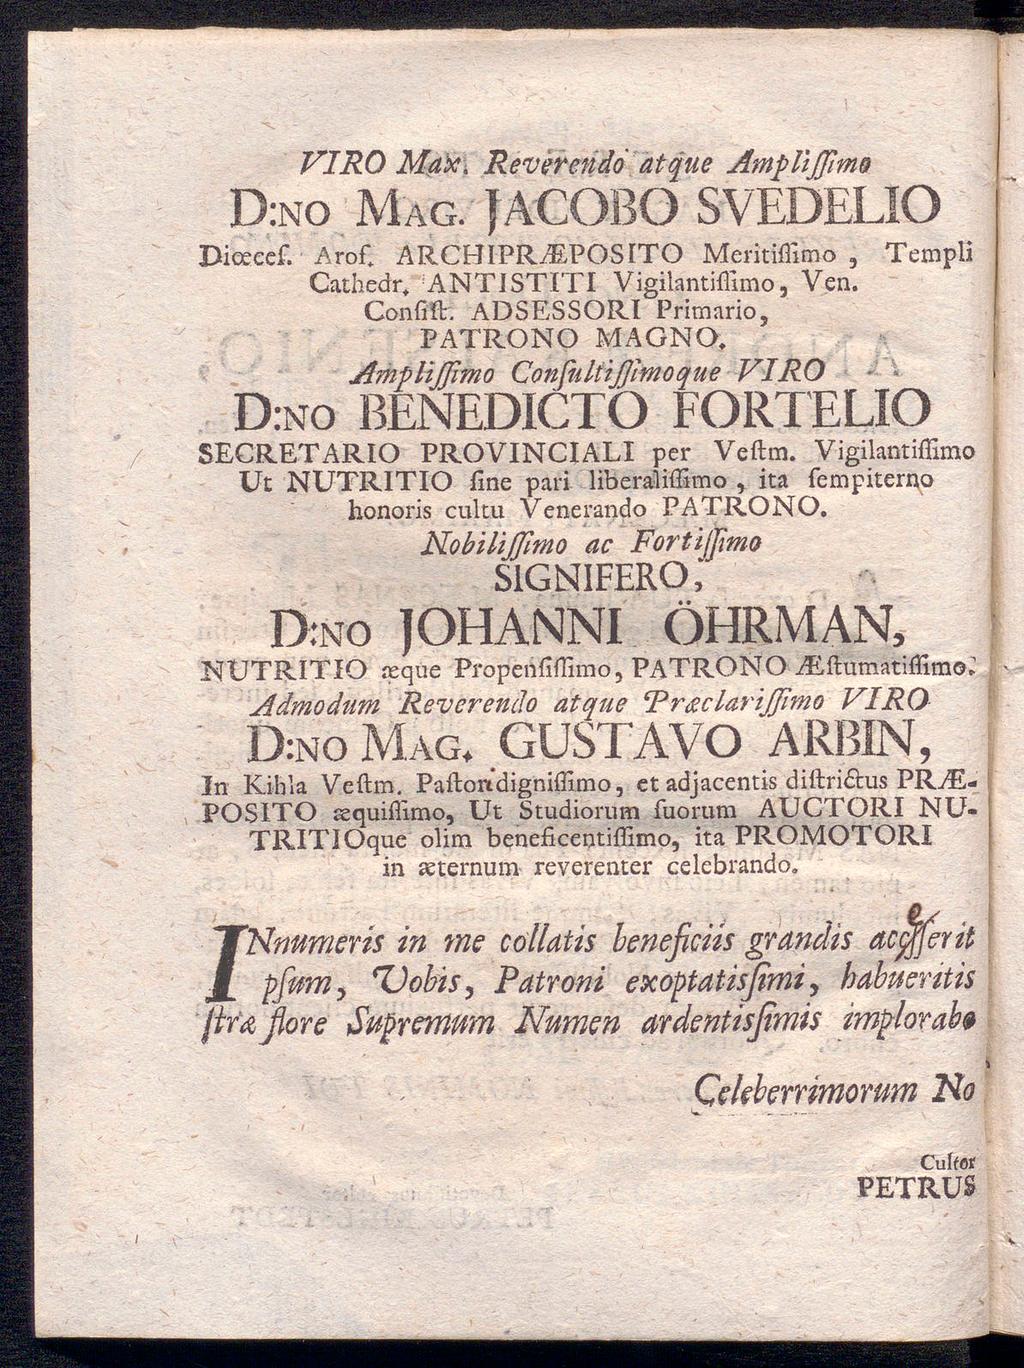 VIRO Max. Reverendo atque Ampliſſimo
D:NO MAG. JACOBO SVEDELIO
Diœceſ. Aroſ. ARCHIPRÆPOSITO Meritiſſimo, Templi
Cathedr. ANTISTITI Vigilantiſſimo, Ven.
Conſiſt. ADSESSORI Primario,
PATRONO MAGNO.
Ampliſſimo Conſultiſſimoque VIRO
D:NO BENEDICTO FORTELIO
SECRETARIO PROVINCIALI per Veſtm. Vigilantiſſimo
Ut NUTRITIO ſine pari liberaliſſimo, ita ſempiterno
honoris cultu Venerando PATRONO.
Nobiliſſimo ac Fortiſſimo
SIGNIFERO,
D:NO JOHANNI ÖHRMAN,
NUTRITIO æque Propenſiſſimo, PATRONO Æſtumatiſſimo.
Admodum Reverendo atque Præclariſſimo VIRO
D:NO MAG. GUSTAVO ARBIN,
In Kihla Veſtm. Paſtori digniſſimo, et adjacentis diſtrictus PRÆ-
POSITO æquiſſimo, Ut Studiorum ſuorum AUCTORI NU-
TRITIOque olim beneficentiſſimo, ita PROMOTORI
in æternum reverenter celebrando.
INnumeris in me collatis beneficiis grandis acceſſerit
pſum, Vobis, Patroni exoptatisſimi, habueritis
ſtræ flore Supremum Numen ardentisſimis implorabo
Celeberrimorum No
Cultor
PETRUS